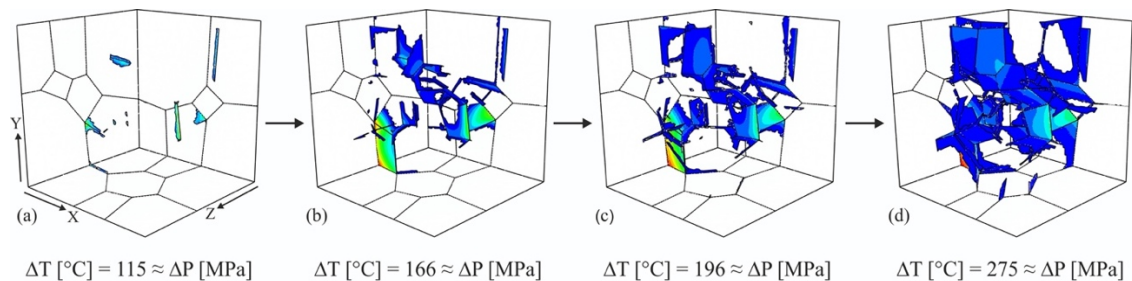 Y
X
Z
(a)
(b)
(c)
(d)
ΔT [°C] = 115 ≈ ΔP [MPa]
ΔT [°C] = 166 ≈ ΔP [MPa]
ΔT [°C] = 196 ≈ ΔP [MPa]
ΔT [°C] = 275 ≈ ΔP [MPa]